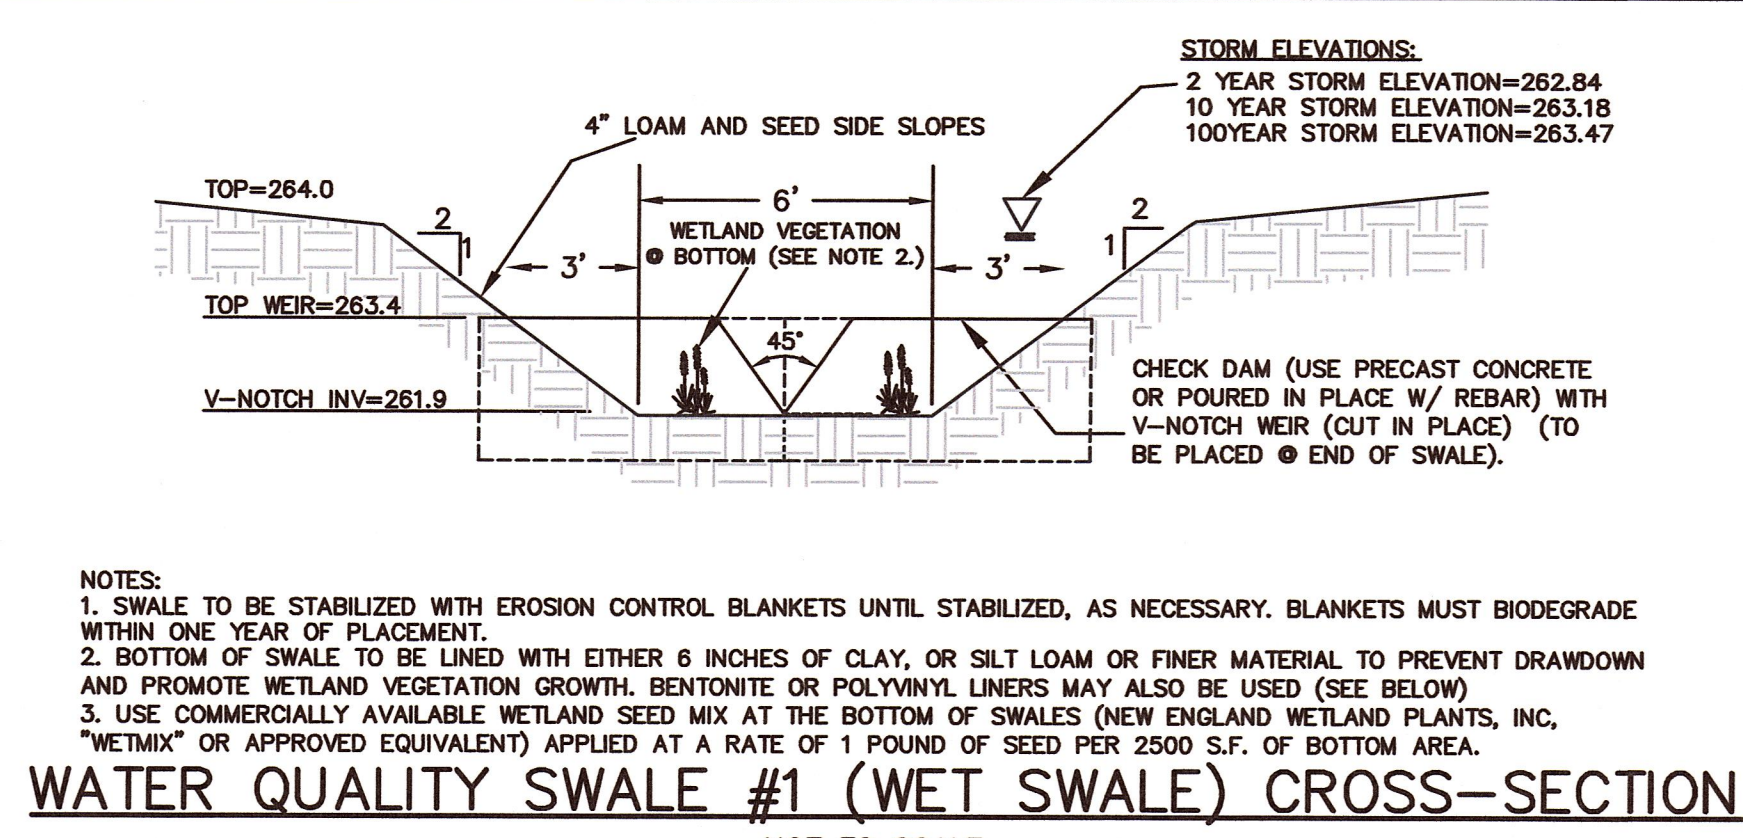 STORM ELEVATIONS:
2 YEAR STORM ELEVATION=262.84
10 YEAR STORM ELEVATION=263.18
100YEAR STORM ELEVATION=263.47
4" LOAM AND SEED SIDE SLOPES
TOP=264.0
2
1
6'
2
1
WETLAND VEGETATION
@ BOTTOM (SEE NOTE 2.)
3'
3'
TOP WEIR=263.4
45°
V-NOTCH INV=261.9
CHECK DAM (USE PRECAST CONCRETE
OR POURED IN PLACE W/ REBAR) WITH
V-NOTCH WEIR (CUT IN PLACE) (TO
BE PLACED @ END OF SWALE).
NOTES:
1. SWALE TO BE STABILIZED WITH EROSION CONTROL BLANKETS UNTIL STABILIZED, AS NECESSARY. BLANKETS MUST BIODEGRADE
WITHIN ONE YEAR OF PLACEMENT.
2. BOTTOM OF SWALE TO BE LINED WITH EITHER 6 INCHES OF CLAY, OR SILT LOAM OR FINER MATERIAL TO PREVENT DRAWDOWN
AND PROMOTE WETLAND VEGETATION GROWTH. BENTONITE OR POLYVINYL LINERS MAY ALSO BE USED (SEE BELOW)
3. USE COMMERCIALLY AVAILABLE WETLAND SEED MIX AT THE BOTTOM OF SWALES (NEW ENGLAND WETLAND PLANTS, INC,
"WETMIX" OR APPROVED EQUIVALENT) APPLIED AT A RATE OF 1 POUND OF SEED PER 2500 S.F. OF BOTTOM AREA.
WATER QUALITY SWALE #1 (WET SWALE) CROSS-SECTION